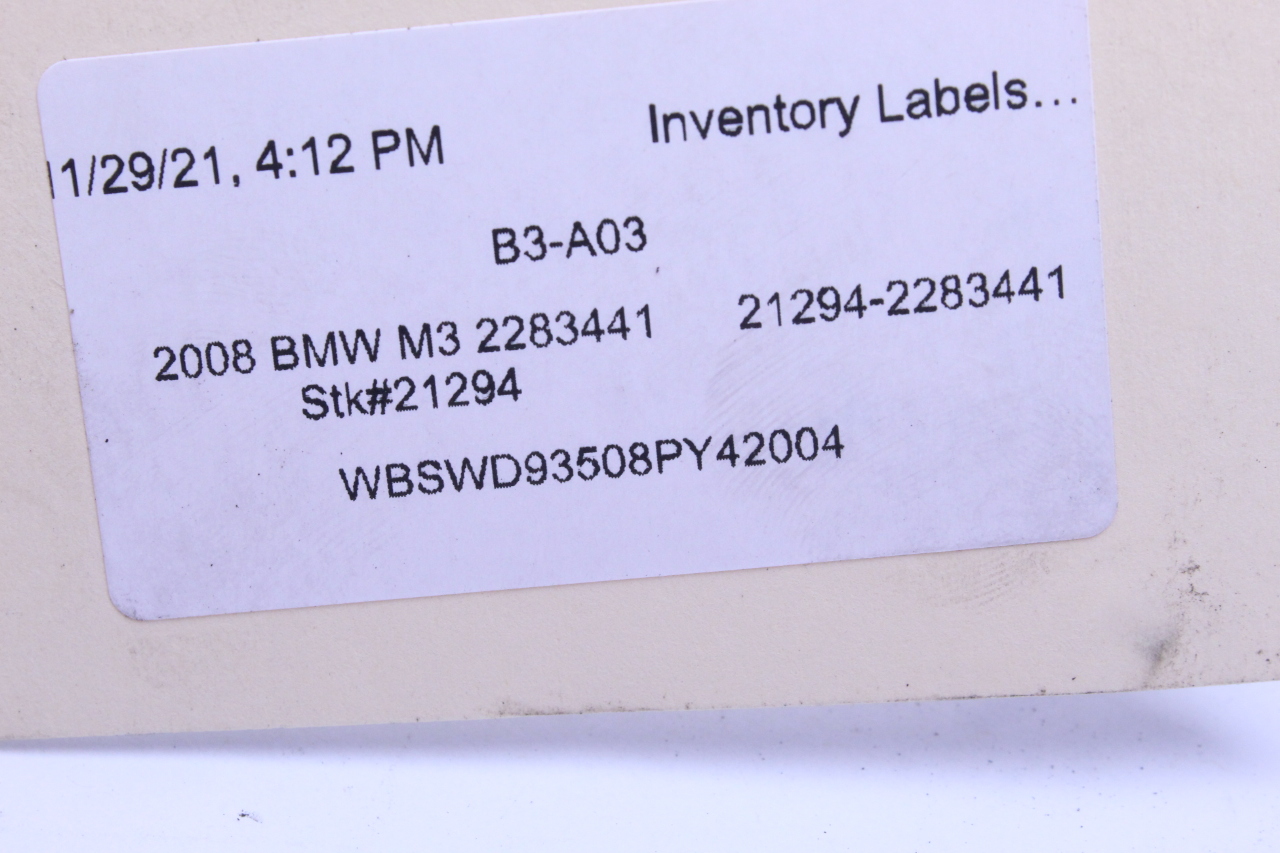 11/29/21, 4:12 PM Inventory Labels...
B3-A03
2008 BMW M3 2283441 21294-2283441
Stk#21294
WBSWD93508PY42004